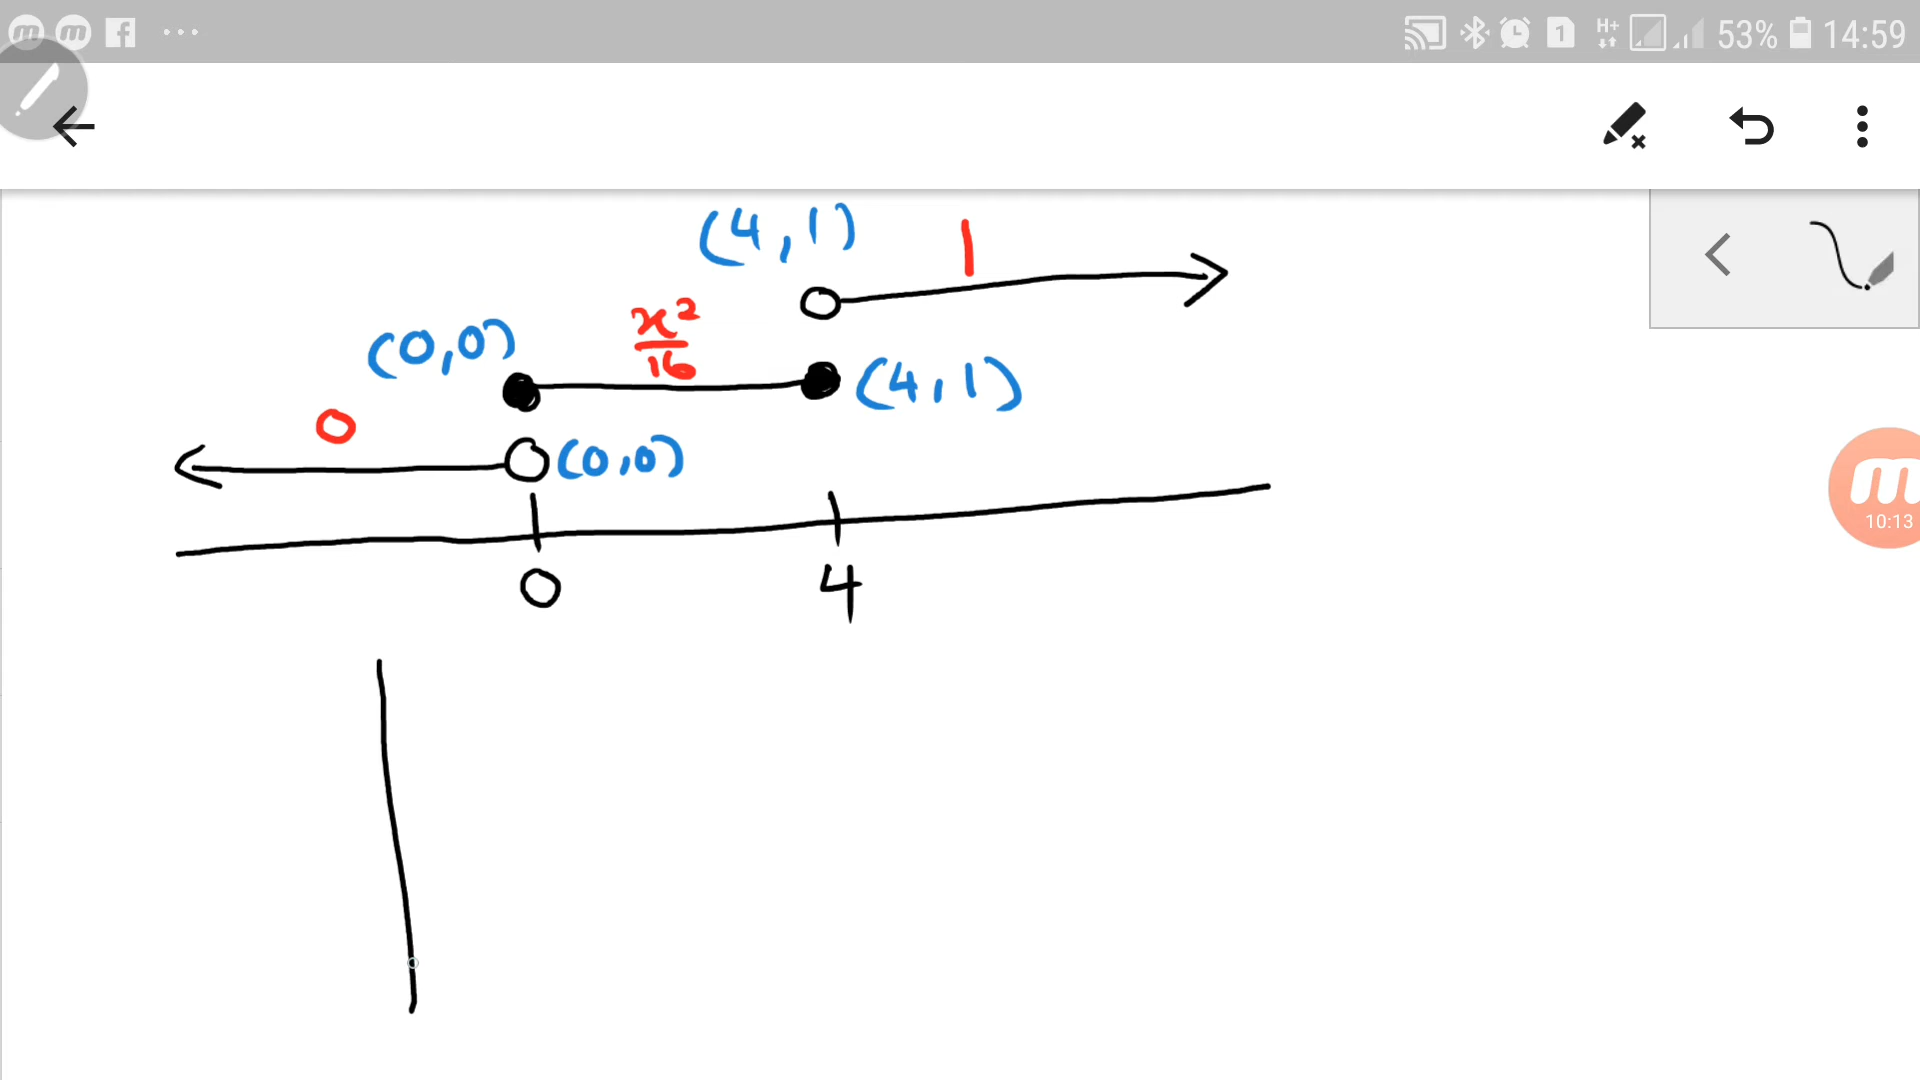 m m f ... 1 H+ 53% 14:59
(4,1) 1
x²/16
(0,0)
(4,1)
0
(0,0)
0 4
m
10:13